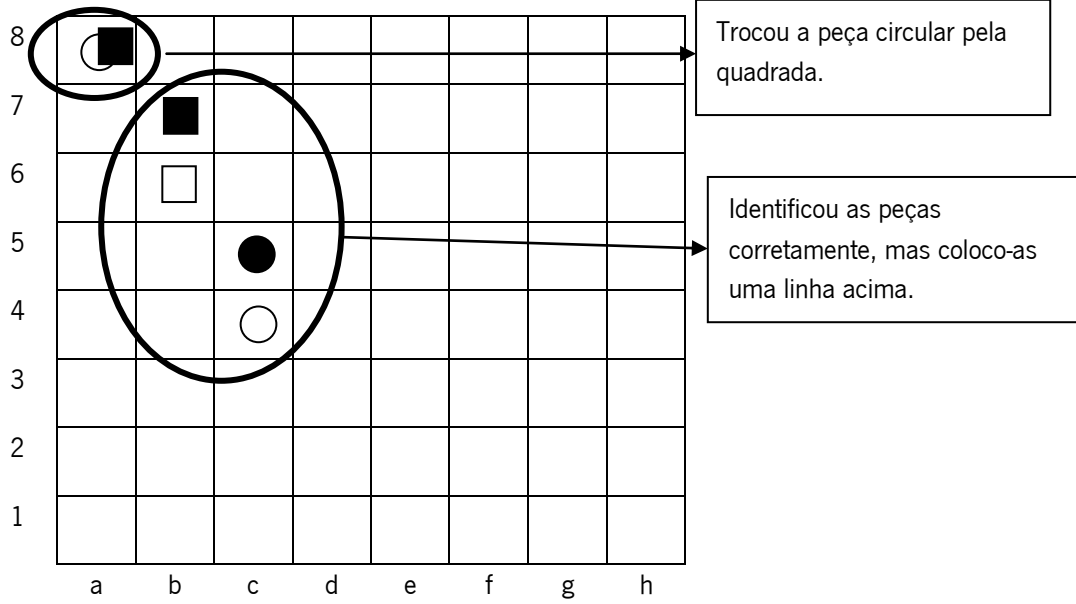 8
7
6
5
4
3
2
1
a b c d e f g h
Trocou a peça circular pela
quadrada.
Identificou as peças
corretamente, mas coloco-as
uma linha acima.